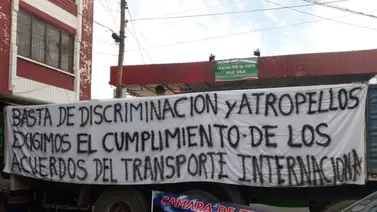 BASTA DE DISCRIMINACION Y ATROPELLOS
EXIGIMOS EL CUMPLIMIENTO DE LOS
ACUERDOS DEL TRANSPORTE INTERNACIONA
CAMARA DE